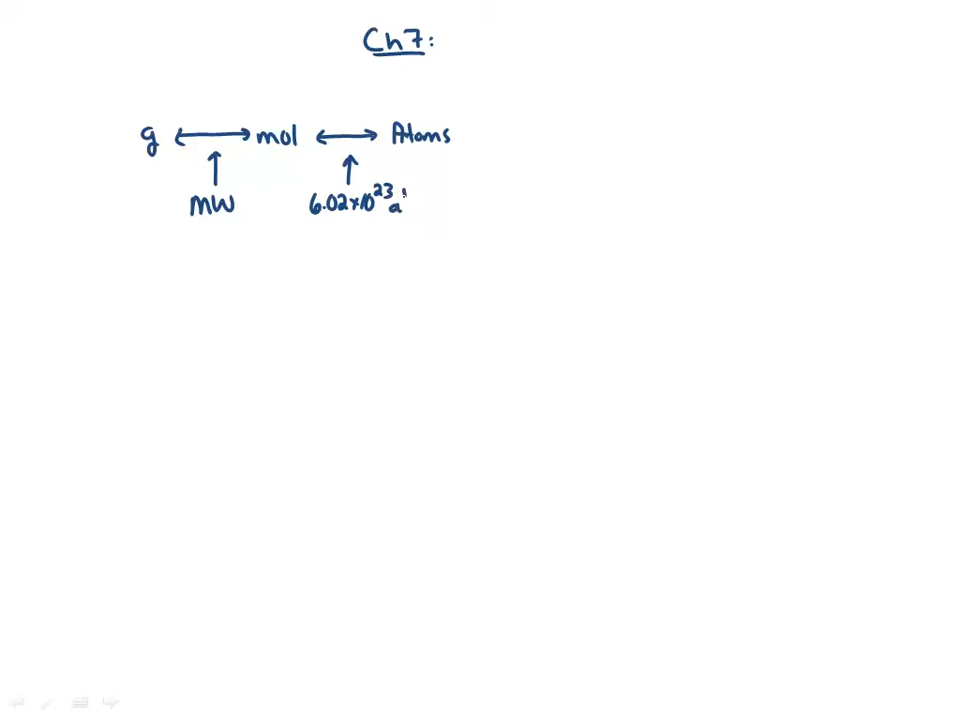 Ch7:
g ⟷ mol ⟷ Atoms
↑ ↑
MW 6.02×10²³ a